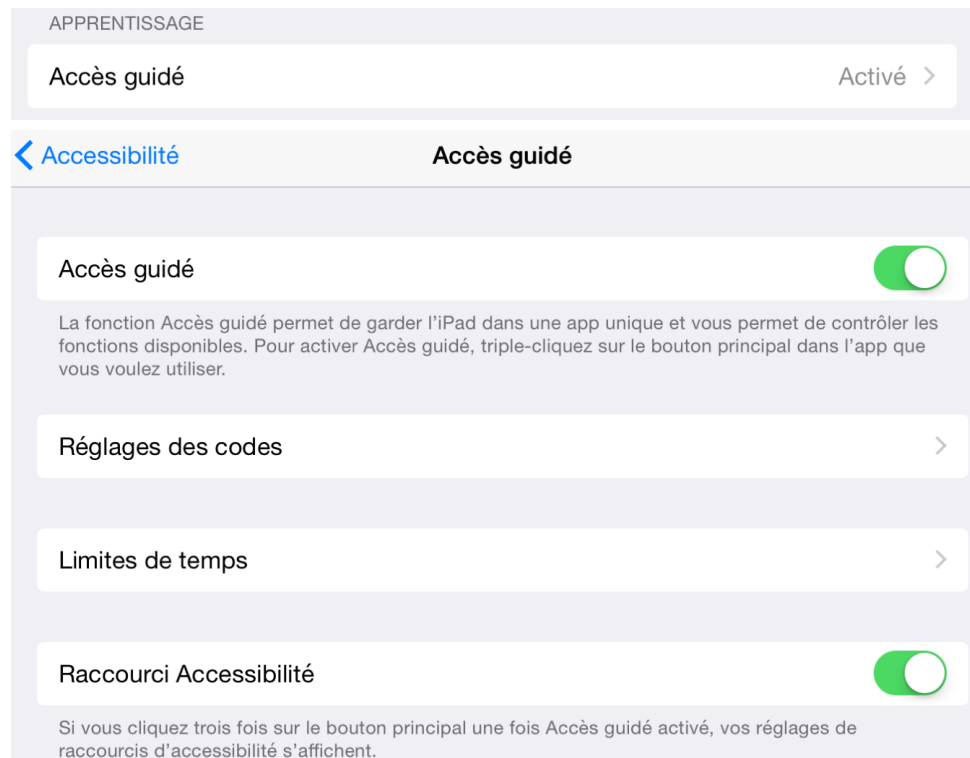 APPRENTISSAGE
Accès guidé Activé
Accessibilité Accès guidé
Accès guidé
La fonction Accès guidé permet de garder l'iPad dans une app unique et vous permet de contrôler les
fonctions disponibles. Pour activer Accès guidé, triple-cliquez sur le bouton principal dans l'app que
vous voulez utiliser.
Réglages des codes
Limites de temps
Raccourci Accessibilité
Si vous cliquez trois fois sur le bouton principal une fois Accès guidé activé, vos réglages de
raccourcis d'accessibilité s'affichent.